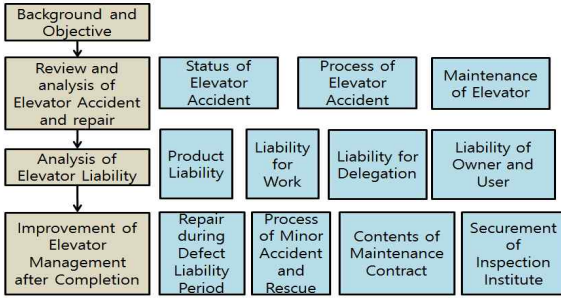 Background and
Objective
Review and
analysis of
Elevator Accident
and repair
Status of
Elevator
Accident
Process of
Elevator
Accident
Maintenance
of Elevator
Analysis of
Elevator Liability
Product
Liability
Liability
for
Work
Liability for
Delegation
Liability of
Owner and
User
Improvement of
Elevator
Management
after Completion
Repair
during
Defect
Liability
Period
Process
of Minor
Accident
and
Rescue
Contents of
Maintenance
Contract
Securement of
Inspection
Institute